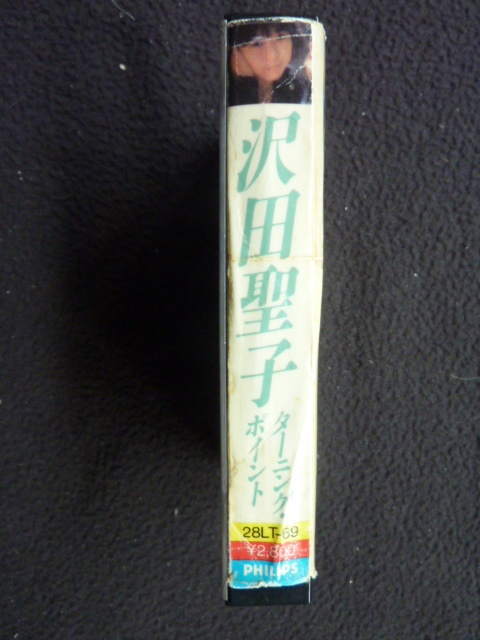 沢田聖子
ターニング・
ポイント
28LT-69
¥2,800
PHILIPS